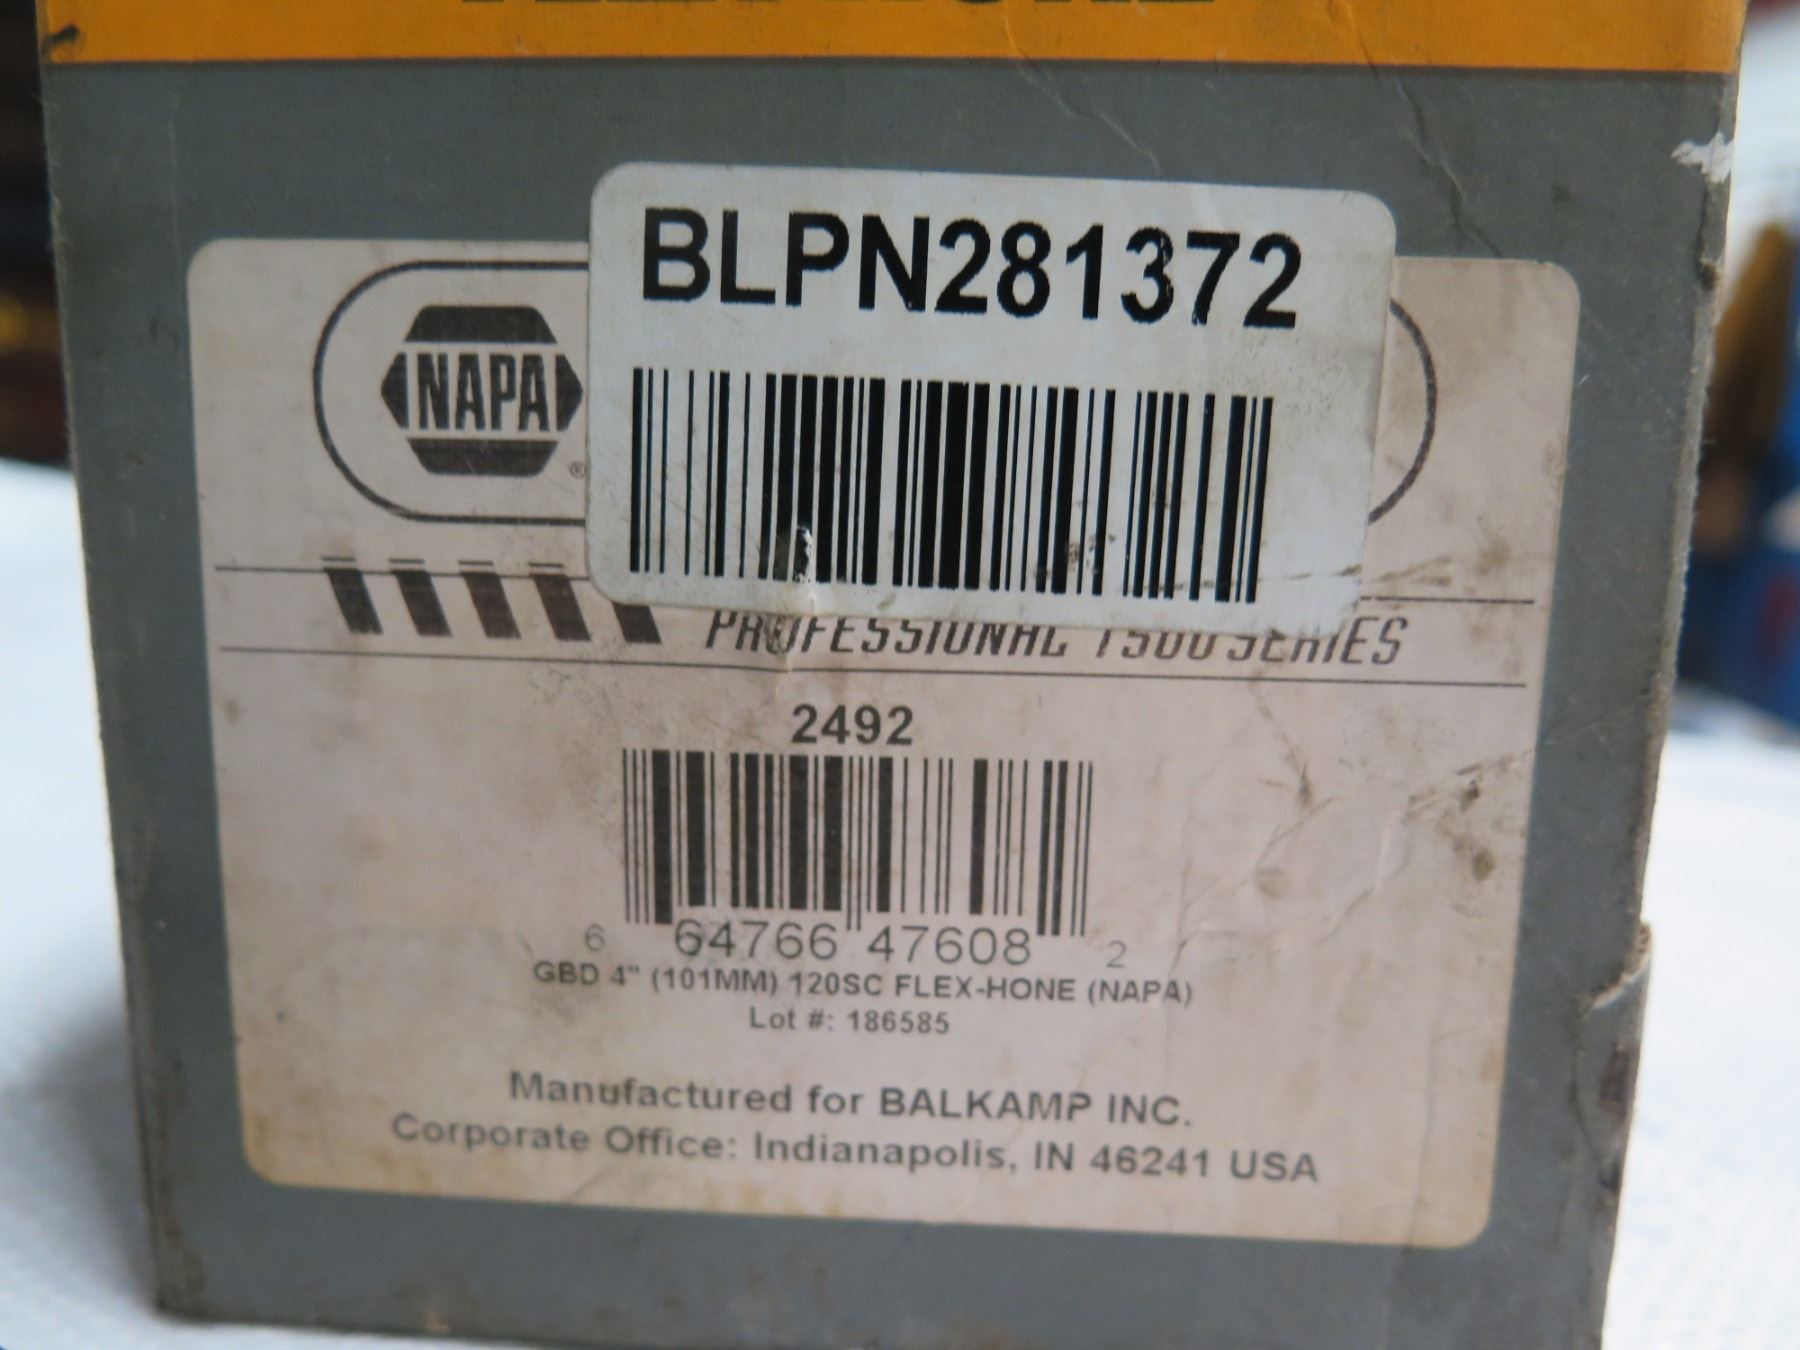 BLPN281372
NAPA
®
PROFESSIONAL 1500 SERIES
2492
6 64766 47608 2
GBD 4" (101MM) 120SC FLEX-HONE (NAPA)
Lot #: 186585
Manufactured for BALKAMP INC.
Corporate Office: Indianapolis, IN 46241 USA